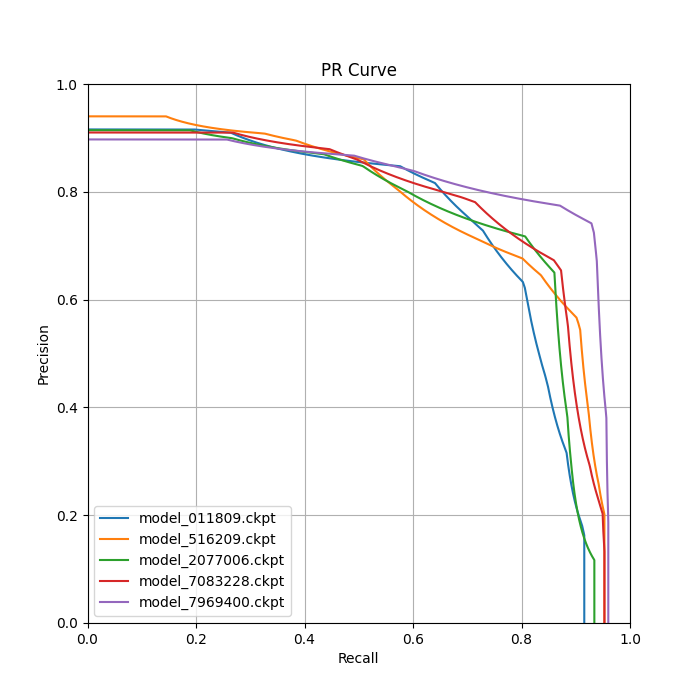 PR Curve
1.0
0.8
0.6
0.4
0.2
0.0
Precision
model_011809.ckpt
model_516209.ckpt
model_2077006.ckpt
model_7083228.ckpt
model_7969400.ckpt
0.0 0.2 0.4 0.6 0.8 1.0
Recall